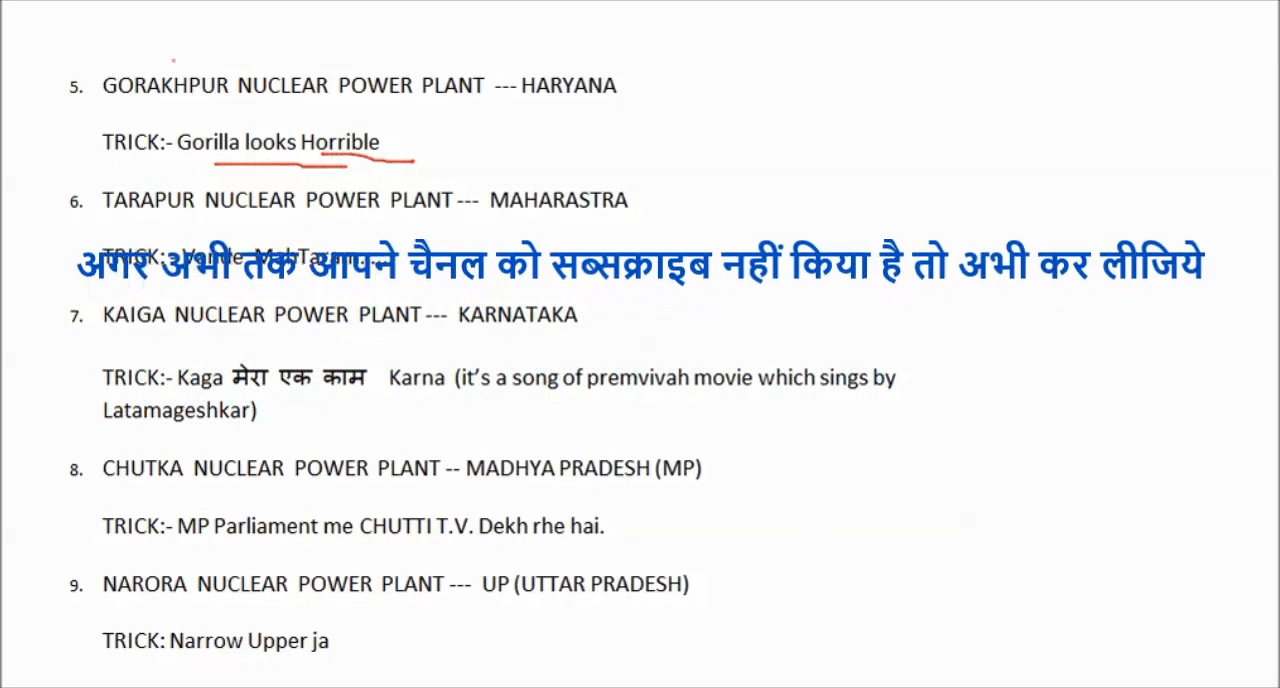 5. GORAKHPUR NUCLEAR POWER PLANT --- HARYANA
TRICK:- Gorilla looks Horrible
6. TARAPUR NUCLEAR POWER PLANT --- MAHARASTRA
TRICK:- Vande
अगर अभी तक आपने चैनल को सब्सक्राइब नहीं किया है तो अभी कर लीजिये
7. KAIGA NUCLEAR POWER PLANT --- KARNATAKA
TRICK:- Kaga मेरा एक काम Karna (it's a song of premvivah movie which sings by
Latamageshkar)
8. CHUTKA NUCLEAR POWER PLANT -- MADHYA PRADESH (MP)
TRICK:- MP Parliament me CHUTTI T.V. Dekh rhe hai.
9. NARORA NUCLEAR POWER PLANT --- UP (UTTAR PRADESH)
TRICK: Narrow Upper ja